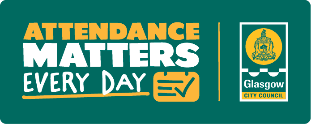 ATTENDANCE
MATTERS
EVERY DAY
Glasgow
CITY COUNCIL